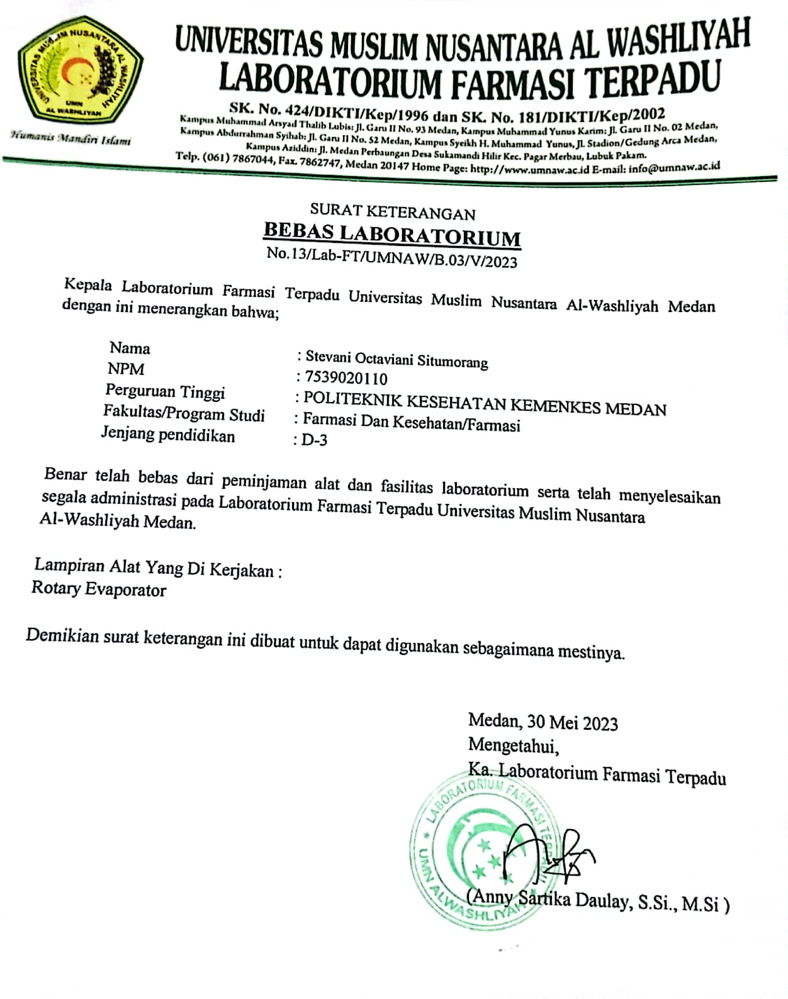 UNIVERSITAS MUSLIM NUSANTARA AL WASHLIYAH
UMN
AL WASHLIYAN
Humanis Mandiri Islami
UNIVERSITAS MUSLIM NUSANTARA AL WASHLIYAH
LABORATORIUM FARMASI TERPADU
SK. No. 424/DIKTI/Kep/1996 dan SK. No. 181/DIKTI/Kep/2002
Kampus Muhammad Arsyad Thalib Lubis: Jl. Garu II No. 93 Medan, Kampus Muhammad Yunus Karim: Jl. Garu II No. 02 Medan,
Kampus Abdurrahman Syihab: Jl. Garu II No. 52 Medan, Kampus Syeikh H. Muhammad Yunus, Jl. Stadion/Gedung Arca Medan,
Kampus Aziddin: Jl. Medan Perbaungan Desa Sukamandi Hilir Kec. Pagar Merbau, Lubuk Pakam.
Telp. (061) 7867044, Fax. 7862747, Medan 20147 Home Page: http://www.umnaw.ac.id E-mail: info@umnaw.ac.id
SURAT KETERANGAN
BEBAS LABORATORIUM
No.13/Lab-FT/UMNAW/B.03/V/2023
Kepala Laboratorium Farmasi Terpadu Universitas Muslim Nusantara Al-Washliyah Medan
dengan ini menerangkan bahwa;
Nama : Stevani Octaviani Situmorang
NPM : 7539020110
Perguruan Tinggi : POLITEKNIK KESEHATAN KEMENKES MEDAN
Fakultas/Program Studi : Farmasi Dan Kesehatan/Farmasi
Jenjang pendidikan : D-3
Benar telah bebas dari peminjaman alat dan fasilitas laboratorium serta telah menyelesaikan
segala administrasi pada Laboratorium Farmasi Terpadu Universitas Muslim Nusantara
Al-Washliyah Medan.
Lampiran Alat Yang Di Kerjakan :
Rotary Evaporator
Demikian surat keterangan ini dibuat untuk dapat digunakan sebagaimana mestinya.
Medan, 30 Mei 2023
Mengetahui,
Ka. Laboratorium Farmasi Terpadu
LABORATORIUM FARMASI TERPADU
UMN ALWASHLIYAH
(Anny Sartika Daulay, S.Si., M.Si )